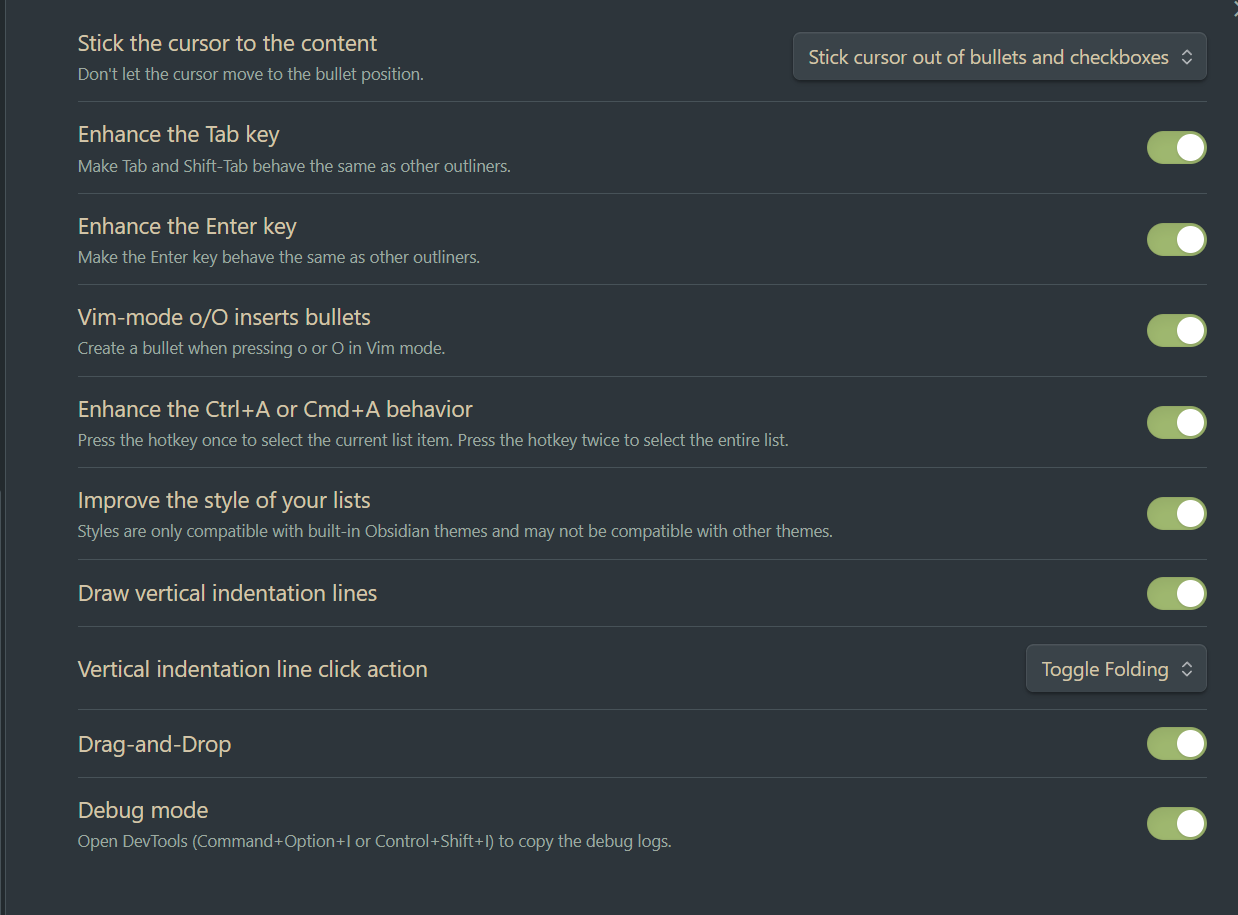 Stick the cursor to the content
Don't let the cursor move to the bullet position.
Stick cursor out of bullets and checkboxes
Enhance the Tab key
Make Tab and Shift-Tab behave the same as other outliners.
Enhance the Enter key
Make the Enter key behave the same as other outliners.
Vim-mode o/O inserts bullets
Create a bullet when pressing o or O in Vim mode.
Enhance the Ctrl+A or Cmd+A behavior
Press the hotkey once to select the current list item. Press the hotkey twice to select the entire list.
Improve the style of your lists
Styles are only compatible with built-in Obsidian themes and may not be compatible with other themes.
Draw vertical indentation lines
Vertical indentation line click action
Toggle Folding
Drag-and-Drop
Debug mode
Open DevTools (Command+Option+I or Control+Shift+I) to copy the debug logs.